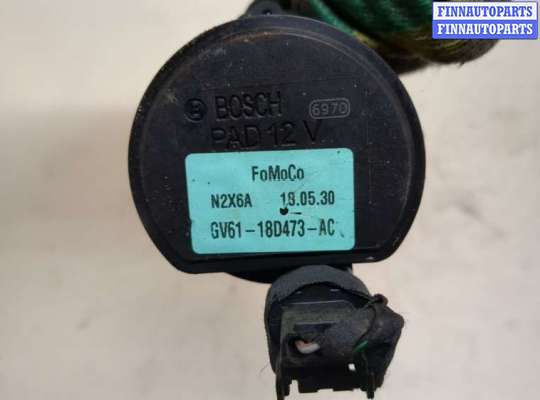 FINNAUTOPARTS
FINNAUTOPARTS
BOSCH 6970
PAD 12 V
FoMoCo
N2X6A 19.05.30
GV61-18D473-AC